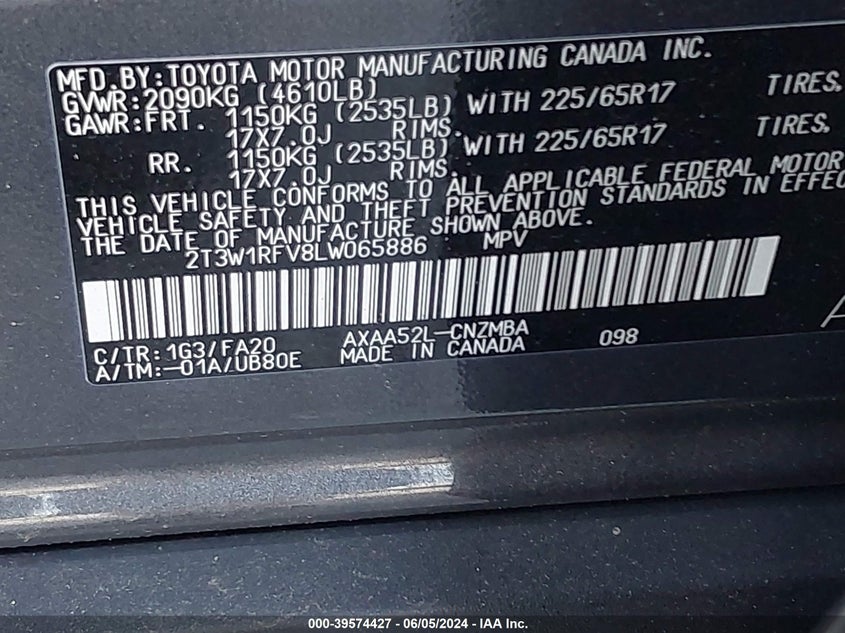 MFD. BY: TOYOTA MOTOR MANUFACTURING CANADA INC.
GVWR: 2090KG (4610LB)
GAWR: FRT. 1150KG (2535LB) WITH 225/65R17 TIRES,
17X7.0J RIMS.
RR. 1150KG (2535LB) WITH 225/65R17 TIRES,
17X7.0J RIMS.
THIS VEHICLE CONFORMS TO ALL APPLICABLE FEDERAL MOTOR
VEHICLE SAFETY AND THEFT PREVENTION STANDARDS IN EFFEC
THE DATE OF MANUFACTURE SHOWN ABOVE.
2T3W1RFV8LW065886 MPV
C/TR: 1G3/FA20 AXAA52L-CNZMBA 098
A/TM:-01A/UB80E MADE IN CANADA
000-39574427 - 06/05/2024 - IAA Inc.